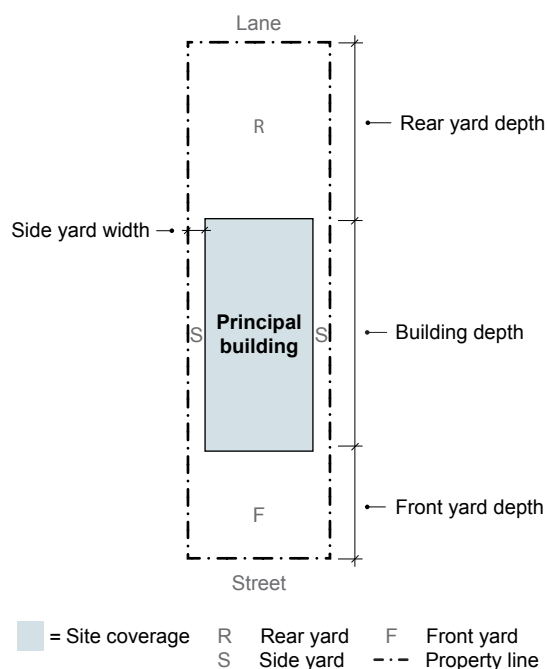 Lane
R
Rear yard depth
Side yard width
S
Principal
building
S
Building depth
F
Front yard depth
Street
= Site coverage R Rear yard F Front yard
S Side yard Property line